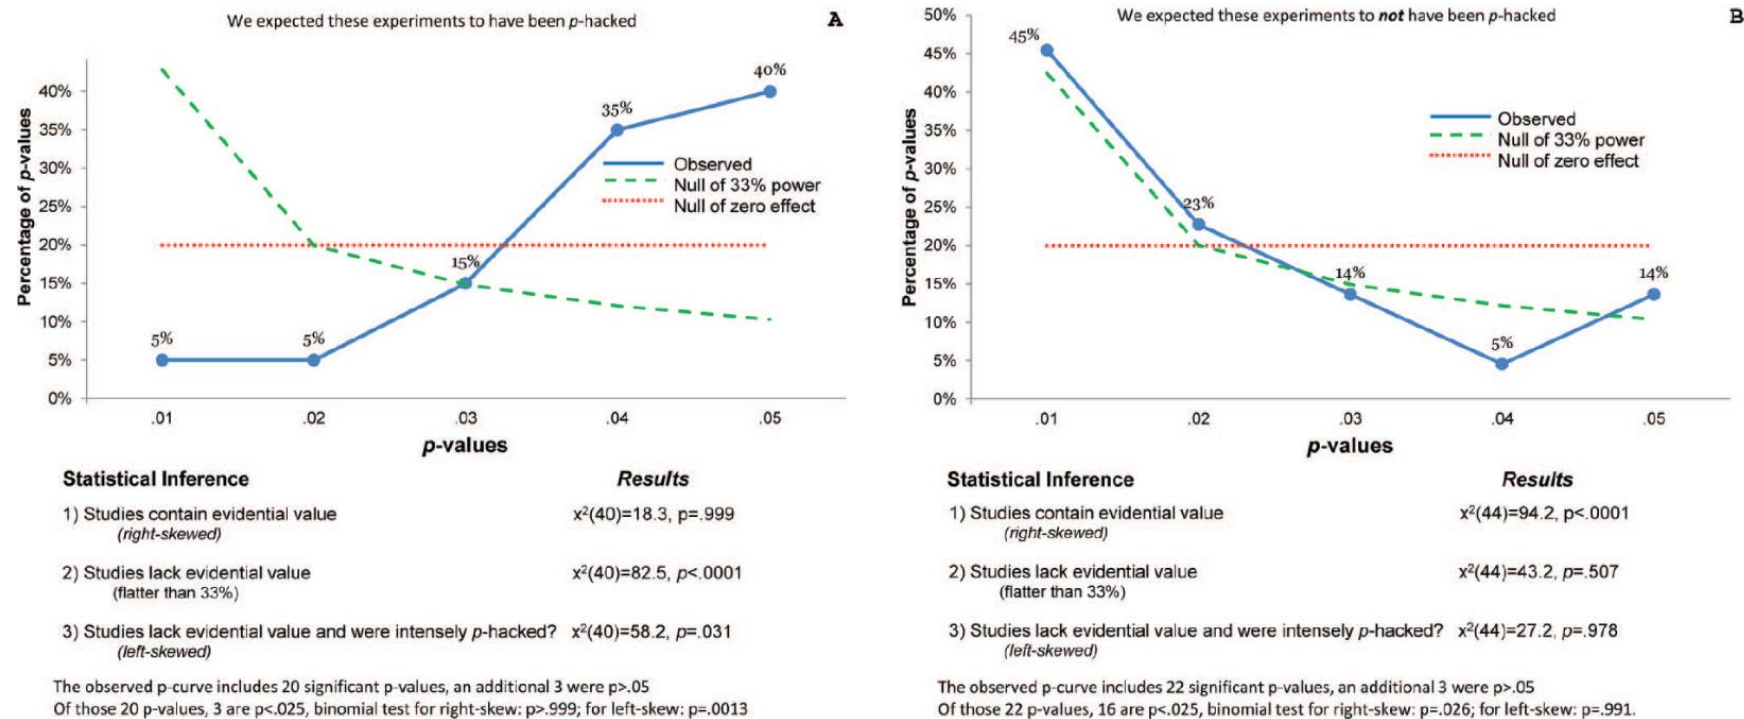 We expected these experiments to have been p-hacked
A
Percentage of p-values
40%
35%
30%
25%
20%
15%
10%
5%
0%
5%
5%
15%
35%
40%
Observed
Null of 33% power
Null of zero effect
.01 .02 .03 .04 .05
p-values
Statistical Inference Results
1) Studies contain evidential value x²(40)=18.3, p=.999
(right-skewed)
2) Studies lack evidential value x²(40)=82.5, p<.0001
(flatter than 33%)
3) Studies lack evidential value and were intensely p-hacked? x²(40)=58.2, p=.031
(left-skewed)
The observed p-curve includes 20 significant p-values, an additional 3 were p>.05
Of those 20 p-values, 3 are p<.025, binomial test for right-skew: p>.999; for left-skew: p=.0013
We expected these experiments to not have been p-hacked
B
Percentage of p-values
50%
45%
40%
35%
30%
25%
20%
15%
10%
5%
0%
45%
23%
14%
5%
14%
Observed
Null of 33% power
Null of zero effect
.01 .02 .03 .04 .05
p-values
Statistical Inference Results
1) Studies contain evidential value x²(44)=94.2, p<.0001
(right-skewed)
2) Studies lack evidential value x²(44)=43.2, p=.507
(flatter than 33%)
3) Studies lack evidential value and were intensely p-hacked? x²(44)=27.2, p=.978
(left-skewed)
The observed p-curve includes 22 significant p-values, an additional 3 were p>.05
Of those 22 p-values, 16 are p<.025, binomial test for right-skew: p=.026; for left-skew: p=.991.